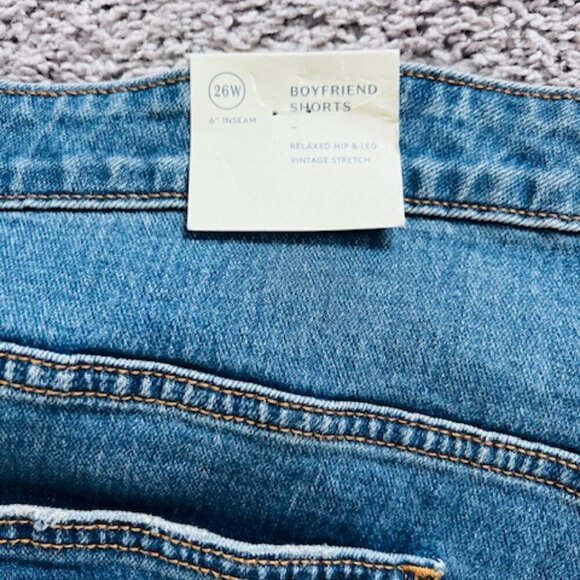 26W
6" INSEAM
BOYFRIEND
SHORTS
–
RELAXED HIP & LEG
VINTAGE STRETCH